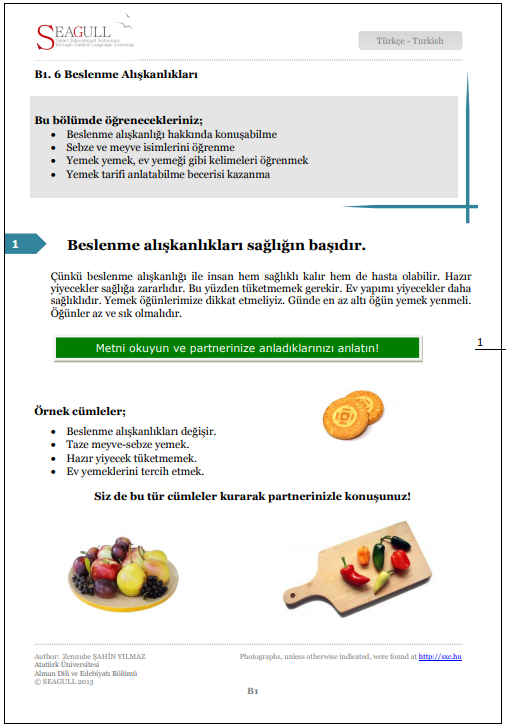 SEAGULL
Smart Educational Autonomy
through Guided Language Learning
Türkçe - Turkish
B1. 6 Beslenme Alışkanlıkları
Bu bölümde öğrenecekleriniz;
• Beslenme alışkanlığı hakkında konuşabilme
• Sebze ve meyve isimlerini öğrenme
• Yemek yemek, ev yemeği gibi kelimeleri öğrenmek
• Yemek tarifi anlatabilme becerisi kazanma
1
Beslenme alışkanlıkları sağlığın başıdır.
Çünkü beslenme alışkanlığı ile insan hem sağlıklı kalır hem de hasta olabilir. Hazır
yiyecekler sağlığa zararlıdır. Bu yüzden tüketmemek gerekir. Ev yapımı yiyecekler daha
sağlıklıdır. Yemek öğünlerimize dikkat etmeliyiz. Günde en az altı öğün yemek yenmeli.
Öğünler az ve sık olmalıdır.
Metni okuyun ve partnerinize anladıklarınızı anlatın!
1
Örnek cümleler;
• Beslenme alışkanlıkları değişir.
• Taze meyve-sebze yemek.
• Hazır yiyecek tüketmemek.
• Ev yemeklerini tercih etmek.
Siz de bu tür cümleler kurarak partnerinizle konuşunuz!
Author: Zennube ŞAHİN YILMAZ
Atatürk Üniversitesi
Alman Dili ve Edebiyatı Bölümü
© SEAGULL 2013
Photographs, unless otherwise indicated, were found at http://sxc.hu
B1